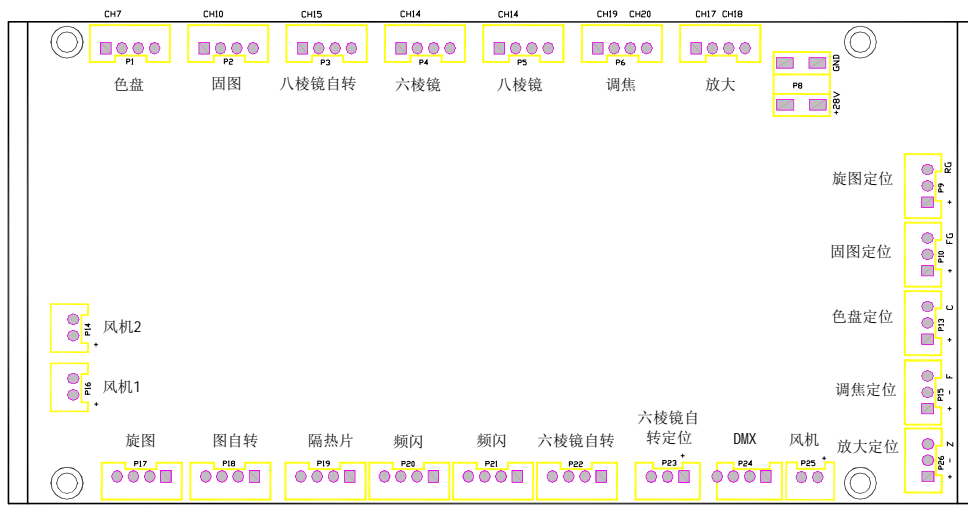 CH7
CH10
CH15
CH14
CH14
CH19 CH20
CH17 CH18
P1
P2
P3
P4
P5
P6
色盘
固图
八棱镜自转
六棱镜
八棱镜
调焦
放大
GND
P8
+28V
旋图定位
RG
P9
+
固图定位
FG
P10
+
色盘定位
C
P13
+
调焦定位
F
-
P15
+
放大定位
Z
-
P26
+
P14
+
风机2
P16
+
风机1
旋图
图自转
隔热片
频闪
频闪
六棱镜自转
六棱镜自
转定位
+
DMX
风机
+
P17
P18
P19
P20
P21
P22
P23
P24
P25